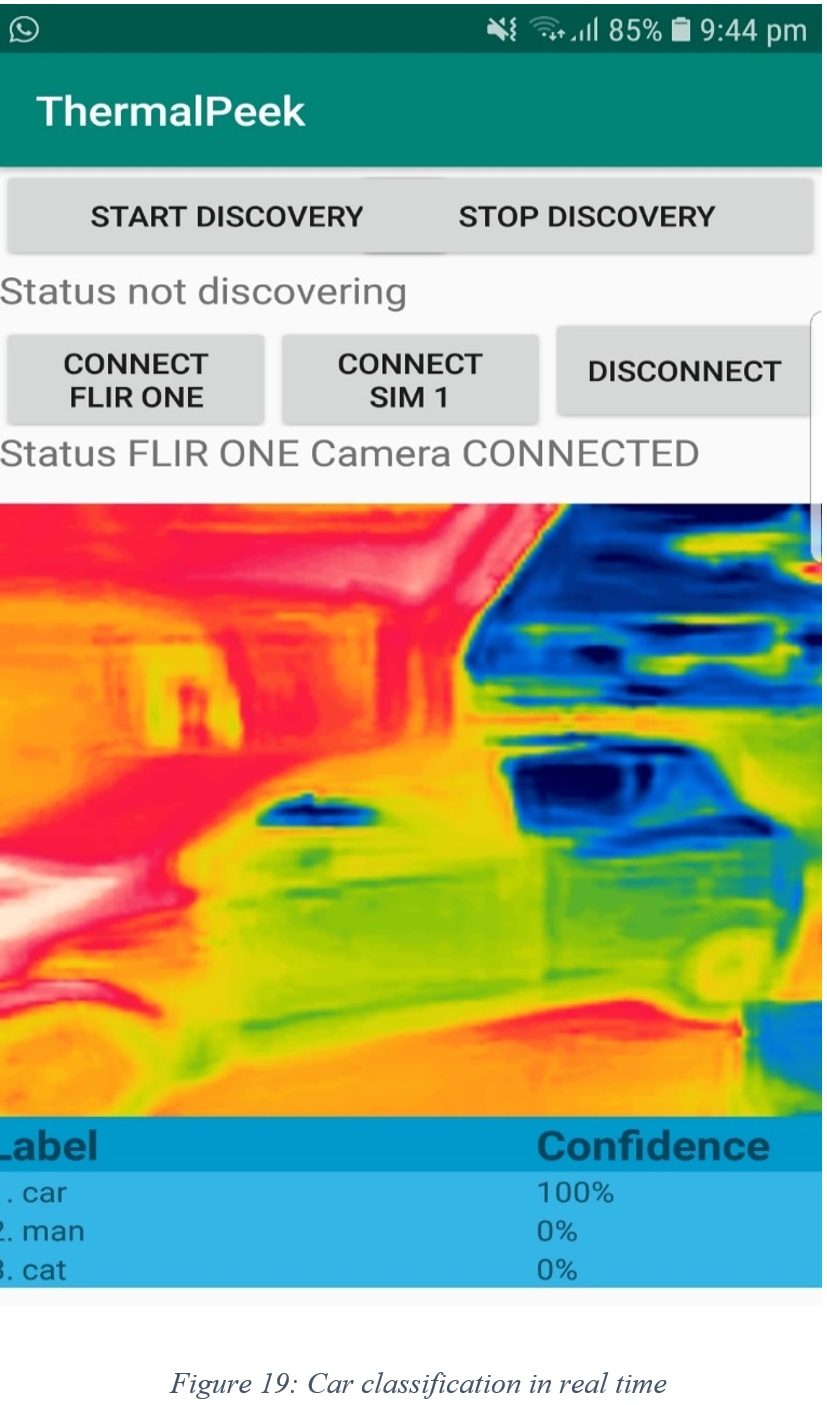 85% 9:44 pm
ThermalPeek
START DISCOVERY STOP DISCOVERY
Status not discovering
CONNECT FLIR ONE CONNECT SIM 1 DISCONNECT
Status FLIR ONE Camera CONNECTED
Label Confidence
1. car 100%
2. man 0%
3. cat 0%
Figure 19: Car classification in real time